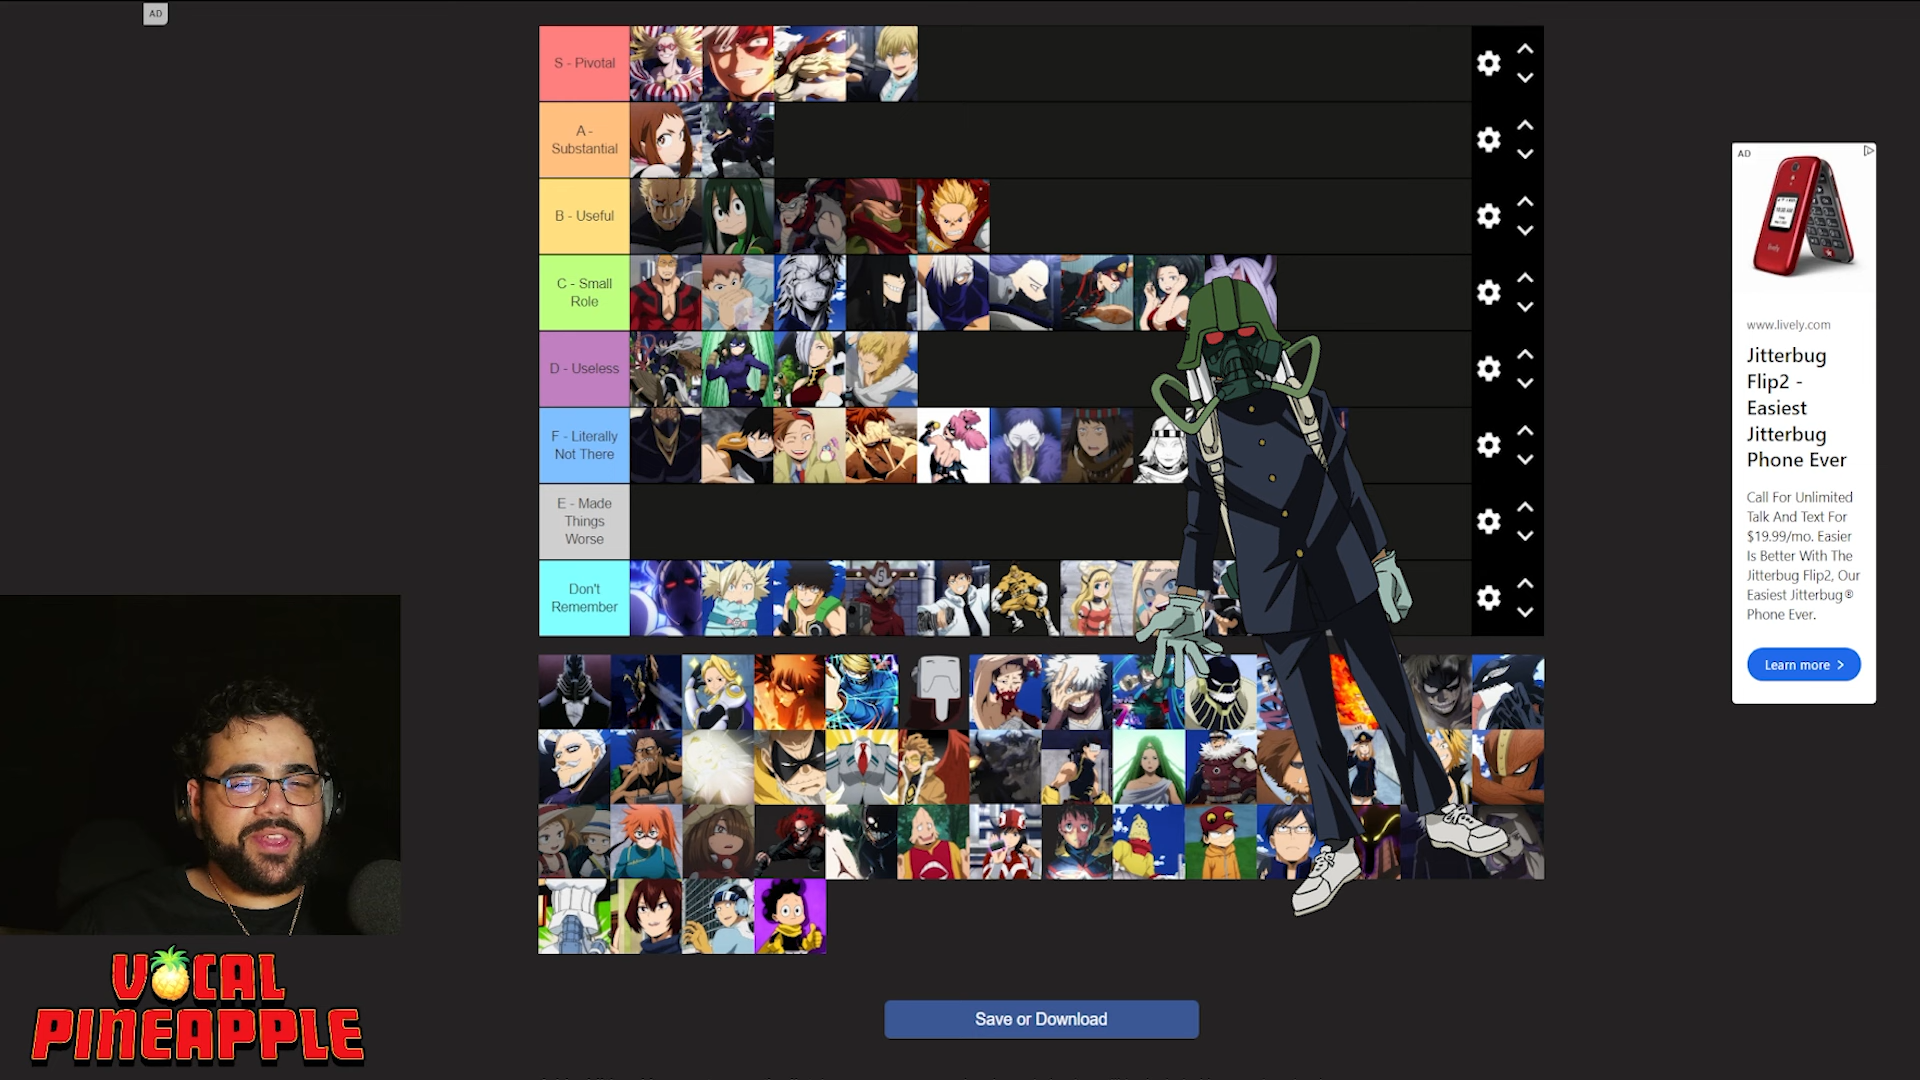 AD
S - Pivotal
A -
Substantial
B - Useful
C - Small
Role
D - Useless
F - Literally
Not There
E - Made
Things
Worse
Don't
Remember
Save or Download
VOCAL
PINEAPPLE
AD
www.lively.com
Jitterbug
Flip2 -
Easiest
Jitterbug
Phone Ever
Call For Unlimited
Talk And Text For
$19.99/mo. Easier
Is Better With The
Jitterbug Flip2, Our
Easiest Jitterbug®
Phone Ever.
Learn more